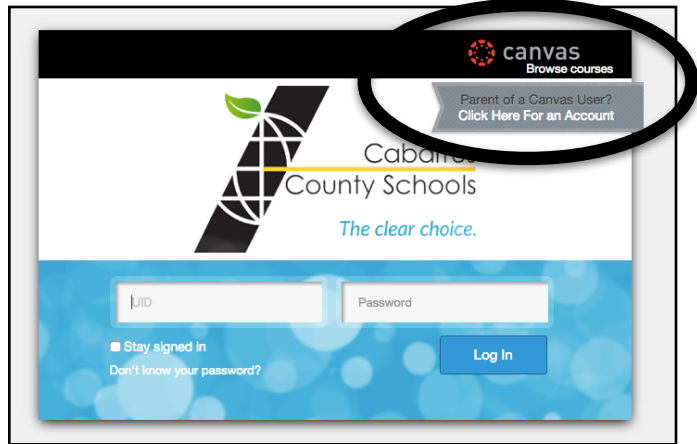 canvas
Browse courses
Parent of a Canvas User?
Click Here For an Account
County Schools
The clear choice.
UID
Password
Stay signed in
Log In
Don't know your password?